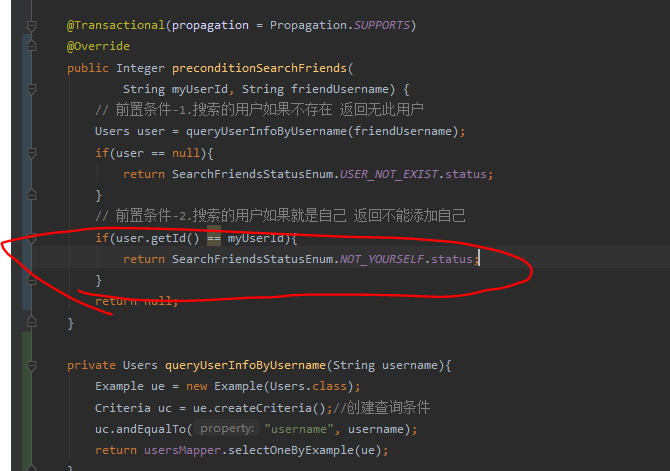 @Transactional(propagation = Propagation.SUPPORTS)
@Override
public Integer preconditionSearchFriends(
String myUserId, String friendUsername) {
// 前置条件-1.搜索的用户如果不存在 返回无此用户
Users user = queryUserInfoByUsername(friendUsername);
if(user == null){
return SearchFriendsStatusEnum.USER_NOT_EXIST.status;
}
// 前置条件-2.搜索的用户如果就是自己 返回不能添加自己
if(user.getId() == myUserId){
return SearchFriendsStatusEnum.NOT_YOURSELF.status;
}
return null;
}
private Users queryUserInfoByUsername(String username){
Example ue = new Example(Users.class);
Criteria uc = ue.createCriteria();//创建查询条件
uc.andEqualTo( property: "username", username);
return usersMapper.selectOneByExample(ue);
}